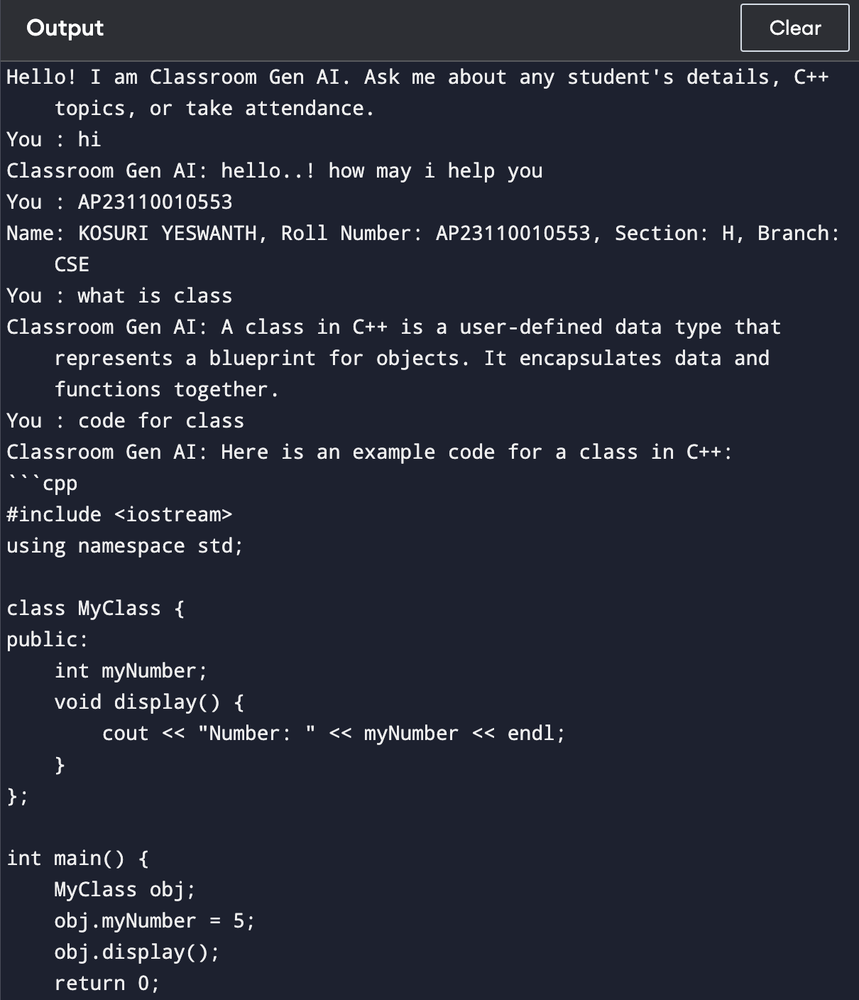 Output
Clear
Hello! I am Classroom Gen AI. Ask me about any student's details, C++
    topics, or take attendance.
You : hi
Classroom Gen AI: hello..! how may i help you
You : AP23110010553
Name: KOSURI YESWANTH, Roll Number: AP23110010553, Section: H, Branch:
    CSE
You : what is class
Classroom Gen AI: A class in C++ is a user-defined data type that
    represents a blueprint for objects. It encapsulates data and
    functions together.
You : code for class
Classroom Gen AI: Here is an example code for a class in C++:
```cpp
#include <iostream>
using namespace std;

class MyClass {
public:
    int myNumber;
    void display() {
        cout << "Number: " << myNumber << endl;
    }
};

int main() {
    MyClass obj;
    obj.myNumber = 5;
    obj.display();
    return 0;